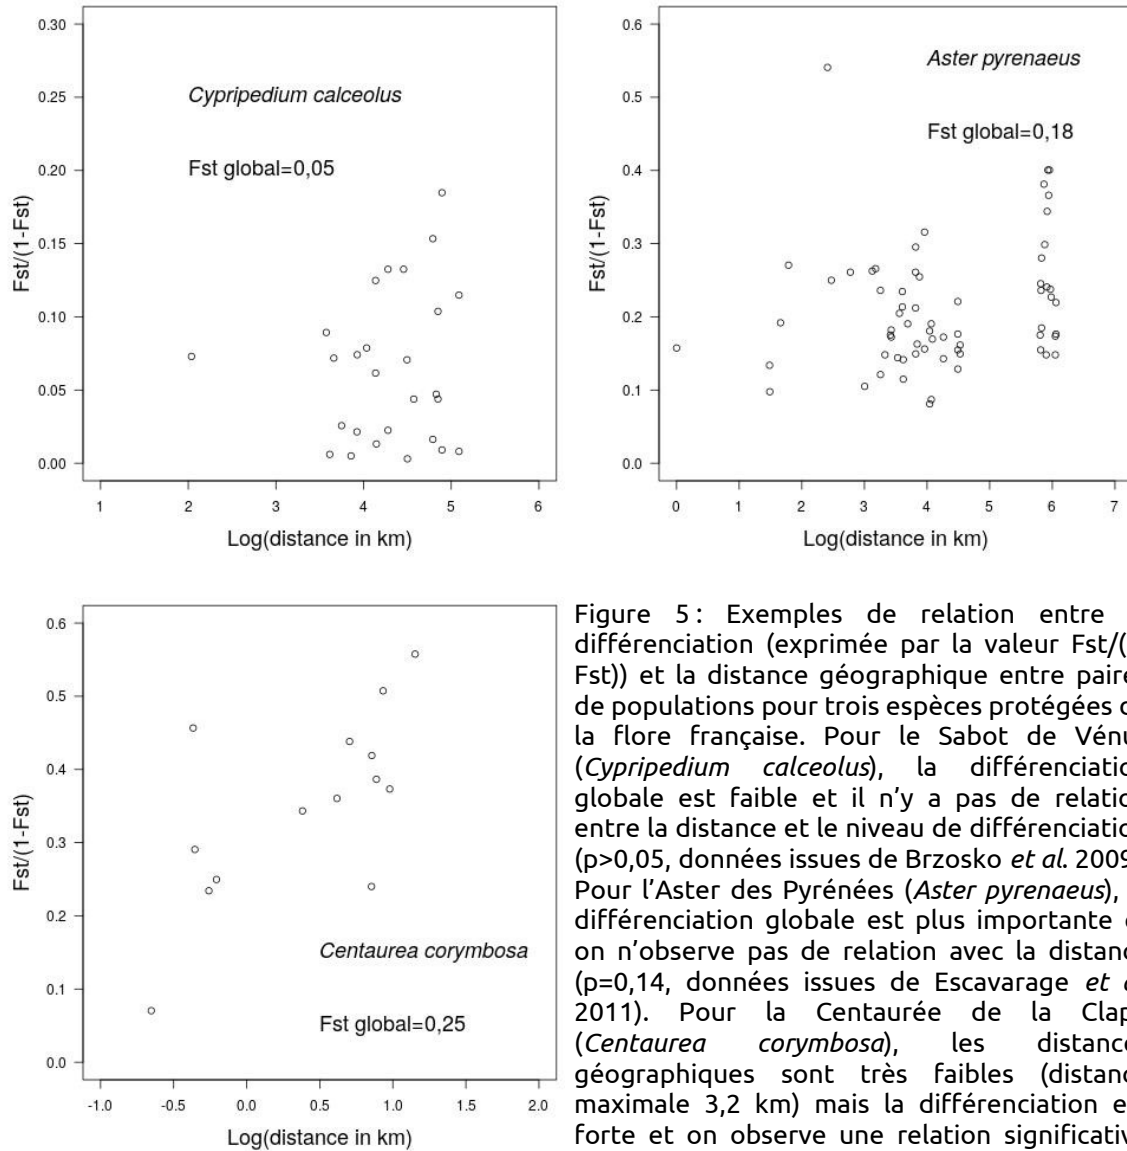 0.30
0.25
0.20
0.15
0.10
0.05
0.00
Fst/(1-Fst)
Cypripedium calceolus
Fst global=0,05
1 2 3 4 5 6
Log(distance in km)
0.6
0.5
0.4
0.3
0.2
0.1
0.0
Fst/(1-Fst)
Aster pyrenaeus
Fst global=0,18
0 1 2 3 4 5 6 7
Log(distance in km)
0.6
0.5
0.4
0.3
0.2
0.1
0.0
Fst/(1-Fst)
Centaurea corymbosa
Fst global=0,25
-1.0 -0.5 0.0 0.5 1.0 1.5 2.0
Log(distance in km)
Figure 5 : Exemples de relation entre
différenciation (exprimée par la valeur Fst/(
Fst)) et la distance géographique entre paire
de populations pour trois espèces protégées d
la flore française. Pour le Sabot de Vénu
(Cypripedium calceolus), la différenciatio
globale est faible et il n'y a pas de relatio
entre la distance et le niveau de différenciatio
(p>0,05, données issues de Brzosko et al. 2009
Pour l'Aster des Pyrénées (Aster pyrenaeus),
différenciation globale est plus importante e
on n'observe pas de relation avec la distanc
(p=0,14, données issues de Escavarage et a
2011). Pour la Centaurée de la Clap
(Centaurea corymbosa), les distance
géographiques sont très faibles (distanc
maximale 3,2 km) mais la différenciation e
forte et on observe une relation significativ